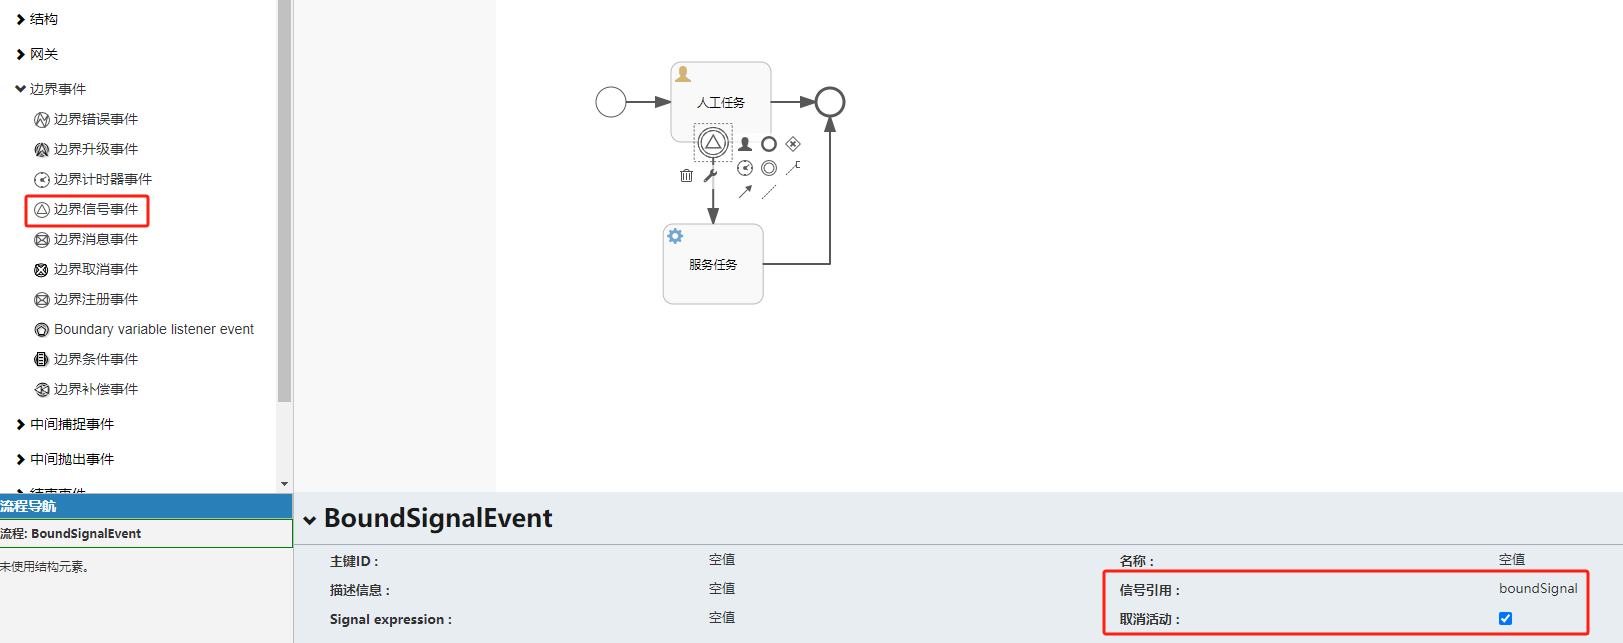 结构
网关
边界事件
边界错误事件
边界升级事件
边界计时器事件
边界信号事件
边界消息事件
边界取消事件
边界注册事件
Boundary variable listener event
边界条件事件
边界补偿事件
中间捕捉事件
中间抛出事件
结束事件
流程导航
流程: BoundSignalEvent
未使用结构元素。
人工任务
服务任务
BoundSignalEvent
主键ID : 空值 名称 : 空值
描述信息 : 空值 信号引用 : boundSignal
Signal expression : 空值 取消活动 :